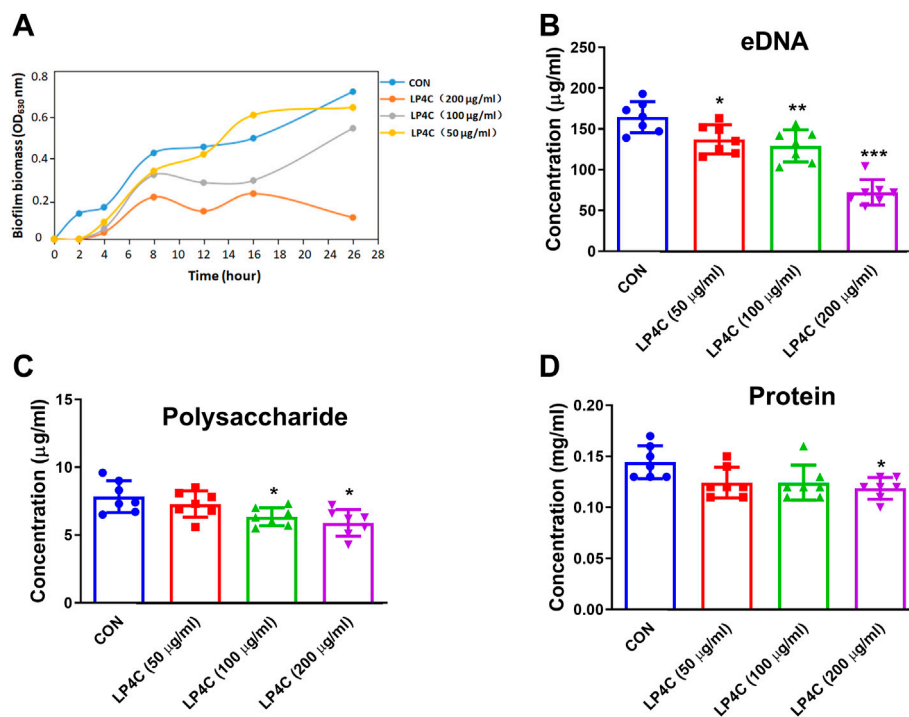 A
Biofilm biomass (OD₆₃₀ nm)
0.8
0.6
0.4
0.2
0
0 2 4 6 8 10 12 14 16 18 20 22 24 26 28
Time (hour)
CON
LP4C (200 μg/ml)
LP4C (100 μg/ml)
LP4C (50 μg/ml)
B
eDNA
Concentration (μg/ml)
250
200
150
100
50
0
* ** ***
CON
LP4C (50 μg/ml)
LP4C (100 μg/ml)
LP4C (200 μg/ml)
C
Polysaccharide
Concentration (μg/ml)
15
10
5
0
* *
CON
LP4C (50 μg/ml)
LP4C (100 μg/ml)
LP4C (200 μg/ml)
D
Protein
Concentration (mg/ml)
0.20
0.15
0.10
0.05
0.00
*
CON
LP4C (50 μg/ml)
LP4C (100 μg/ml)
LP4C (200 μg/ml)